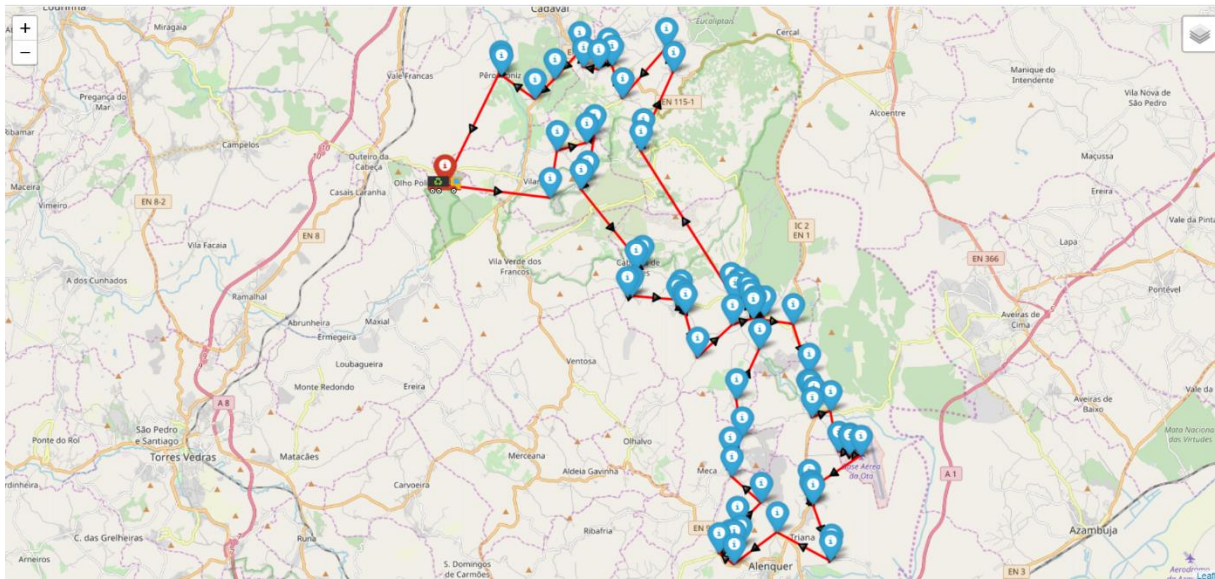 Lourinhã
Cadaval
Eucaliptais
+
−
Miragaia
Cercal
Vale Francas
Manique do
Intendente
Pragança do
Mar
Vila Nova de
São Pedro
EN 115-1
Alcoentre
Ribamar
Campelos
Maçussa
Outeiro da
Cabeça
Maceira
Casais Laranha
Ereira
Vimeiro
EN 8-2
EN 8
IC 2
EN 1
Vale da Pinta
Vila Facaia
Lapa
Vila Verde dos
Francos
EN 366
A dos Cunhados
Pontével
Ramalhal
Aveiras de
Cima
Abrunheira
Maxial
Ermegeira
Loubagueira
Ventosa
Monte Redondo
Ereira
Vale da
A 8
Aveiras de
Baixo
Ponte do Rol
São Pedro
e Santiago
Torres Vedras
Matacães
Olhalvo
Merceana
Mata Nacional
das Virtudes
Aldeia Gavinha
Meca
Base Aérea
da Ota
A 1
Carvoeira
Azambuja
C. das Grelheiras
Runa
Ribafria
Triana
Arneiros
S. Domingos
de Carmões
Alenquer
EN 3
Leafl